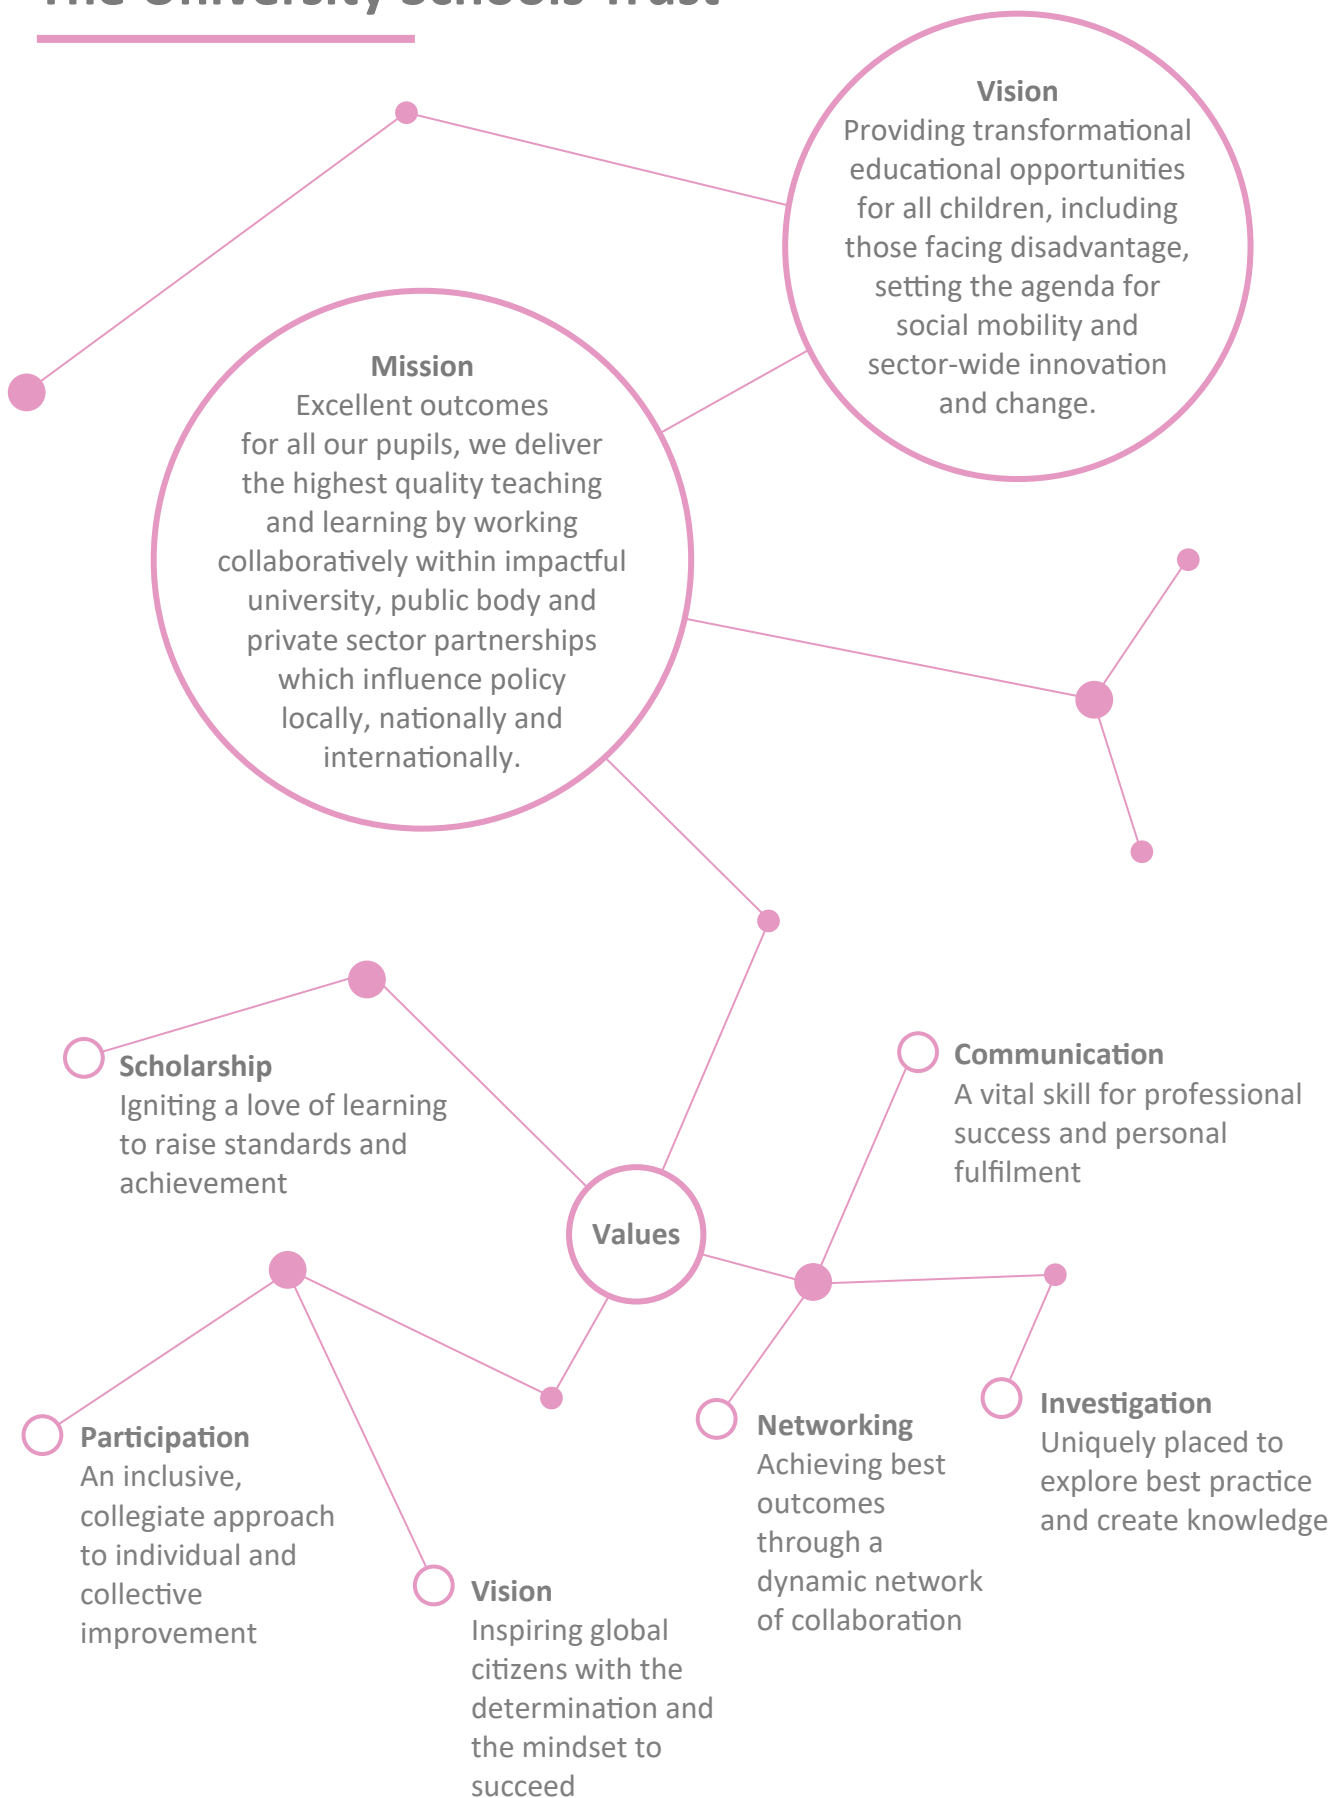 The University Schools Trust
Vision
Providing transformational
educational opportunities
for all children, including
those facing disadvantage,
setting the agenda for
social mobility and
sector-wide innovation
and change.
Mission
Excellent outcomes
for all our pupils, we deliver
the highest quality teaching
and learning by working
collaboratively within impactful
university, public body and
private sector partnerships
which influence policy
locally, nationally and
internationally.
Scholarship
Igniting a love of learning
to raise standards and
achievement
Communication
A vital skill for professional
success and personal
fulfilment
Values
Participation
An inclusive,
collegiate approach
to individual and
collective
improvement
Vision
Inspiring global
citizens with the
determination and
the mindset to
succeed
Networking
Achieving best
outcomes
through a
dynamic network
of collaboration
Investigation
Uniquely placed to
explore best practice
and create knowledge